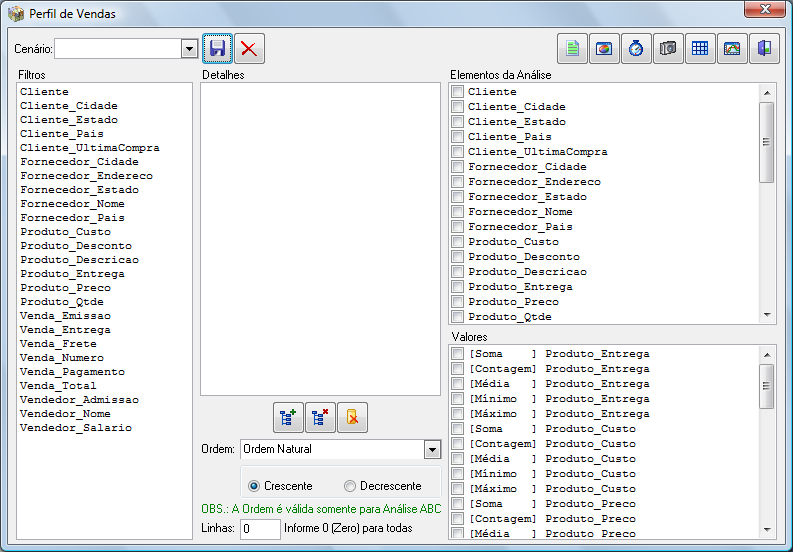 Perfil de Vendas
Cenário:
Filtros
Cliente
Cliente_Cidade
Cliente_Estado
Cliente_Pais
Cliente_UltimaCompra
Fornecedor_Cidade
Fornecedor_Endereco
Fornecedor_Estado
Fornecedor_Nome
Fornecedor_Pais
Produto_Custo
Produto_Desconto
Produto_Descricao
Produto_Entrega
Produto_Preco
Produto_Qtde
Venda_Emissao
Venda_Entrega
Venda_Frete
Venda_Numero
Venda_Pagamento
Venda_Total
Vendedor_Admissao
Vendedor_Nome
Vendedor_Salario
Detalhes
Ordem: Ordem Natural
Crescente Decrescente
OBS.: A Ordem é válida somente para Análise ABC
Linhas: 0 Informe 0 (Zero) para todas
Elementos da Análise
Cliente
Cliente_Cidade
Cliente_Estado
Cliente_Pais
Cliente_UltimaCompra
Fornecedor_Cidade
Fornecedor_Endereco
Fornecedor_Estado
Fornecedor_Nome
Fornecedor_Pais
Produto_Custo
Produto_Desconto
Produto_Descricao
Produto_Entrega
Produto_Preco
Produto_Qtde
Valores
[Soma    ] Produto_Entrega
[Contagem] Produto_Entrega
[Média   ] Produto_Entrega
[Mínimo  ] Produto_Entrega
[Máximo  ] Produto_Entrega
[Soma    ] Produto_Custo
[Contagem] Produto_Custo
[Média   ] Produto_Custo
[Mínimo  ] Produto_Custo
[Máximo  ] Produto_Custo
[Soma    ] Produto_Preco
[Contagem] Produto_Preco
[Média   ] Produto_Preco